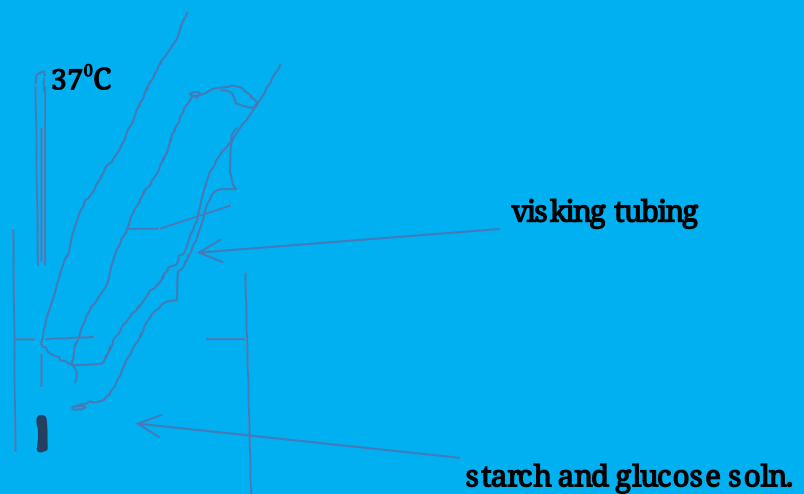 37⁰C
visking tubing
starch and glucose soln.